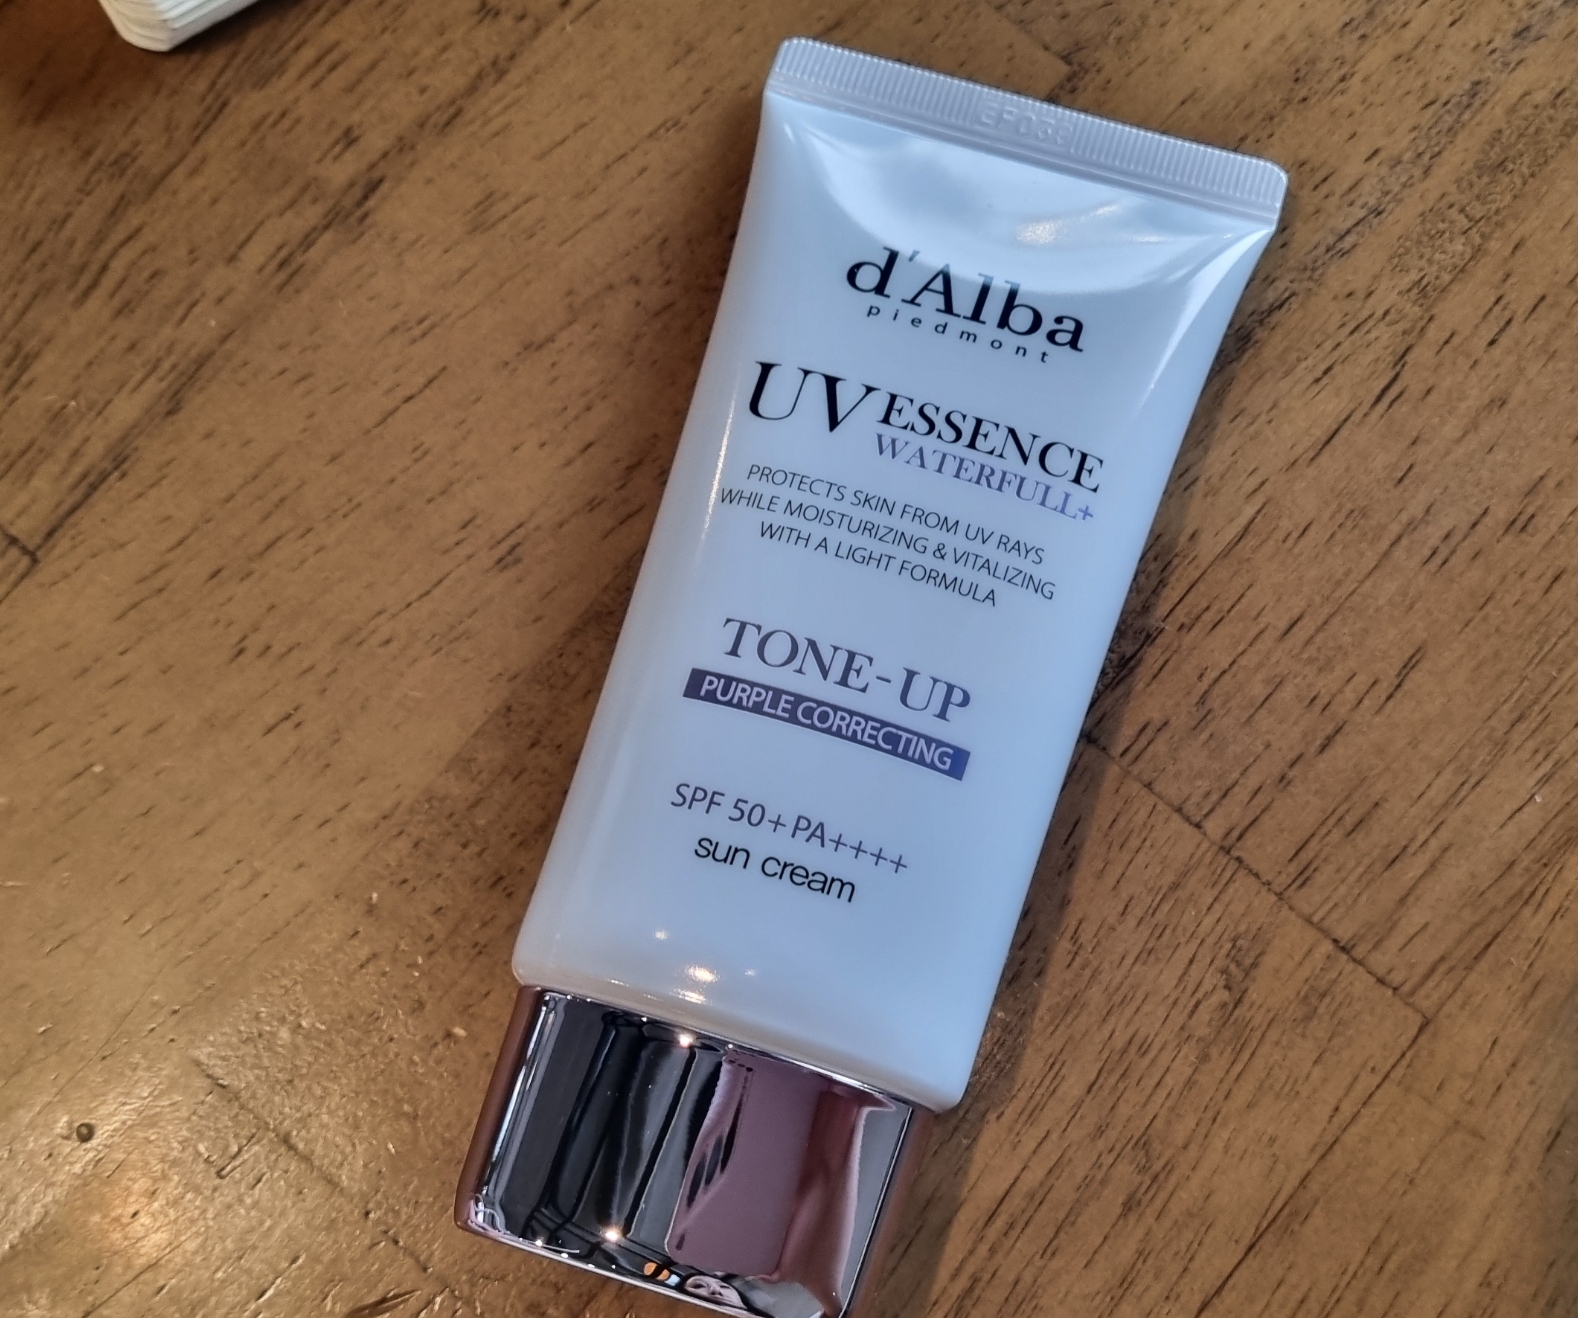 d'Alba
piedmont
UV ESSENCE
WATERFULL+
PROTECTS SKIN FROM UV RAYS
WHILE MOISTURIZING & VITALIZING
WITH A LIGHT FORMULA
TONE-UP
PURPLE CORRECTING
SPF 50+ PA++++
sun cream